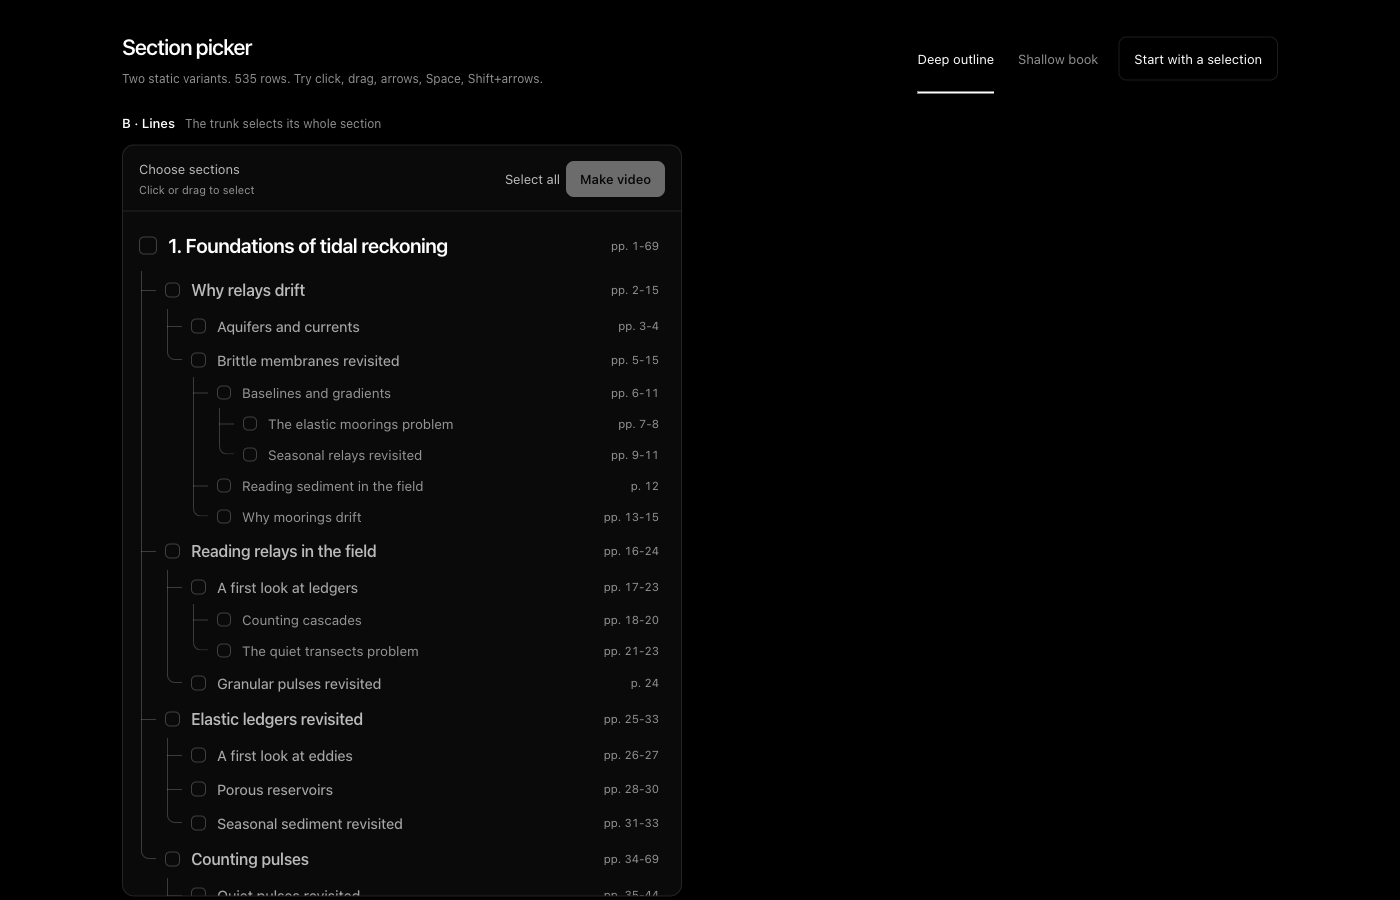 Section picker
Two static variants. 535 rows. Try click, drag, arrows, Space, Shift+arrows.
Deep outline
Shallow book
Start with a selection
B · Lines The trunk selects its whole section
Choose sections
Click or drag to select
Select all
Make video
1. Foundations of tidal reckoning pp. 1-69
Why relays drift pp. 2-15
Aquifers and currents pp. 3-4
Brittle membranes revisited pp. 5-15
Baselines and gradients pp. 6-11
The elastic moorings problem pp. 7-8
Seasonal relays revisited pp. 9-11
Reading sediment in the field p. 12
Why moorings drift pp. 13-15
Reading relays in the field pp. 16-24
A first look at ledgers pp. 17-23
Counting cascades pp. 18-20
The quiet transects problem pp. 21-23
Granular pulses revisited p. 24
Elastic ledgers revisited pp. 25-33
A first look at eddies pp. 26-27
Porous reservoirs pp. 28-30
Seasonal sediment revisited pp. 31-33
Counting pulses pp. 34-69
Quiet pulses revisited pp. 35-44